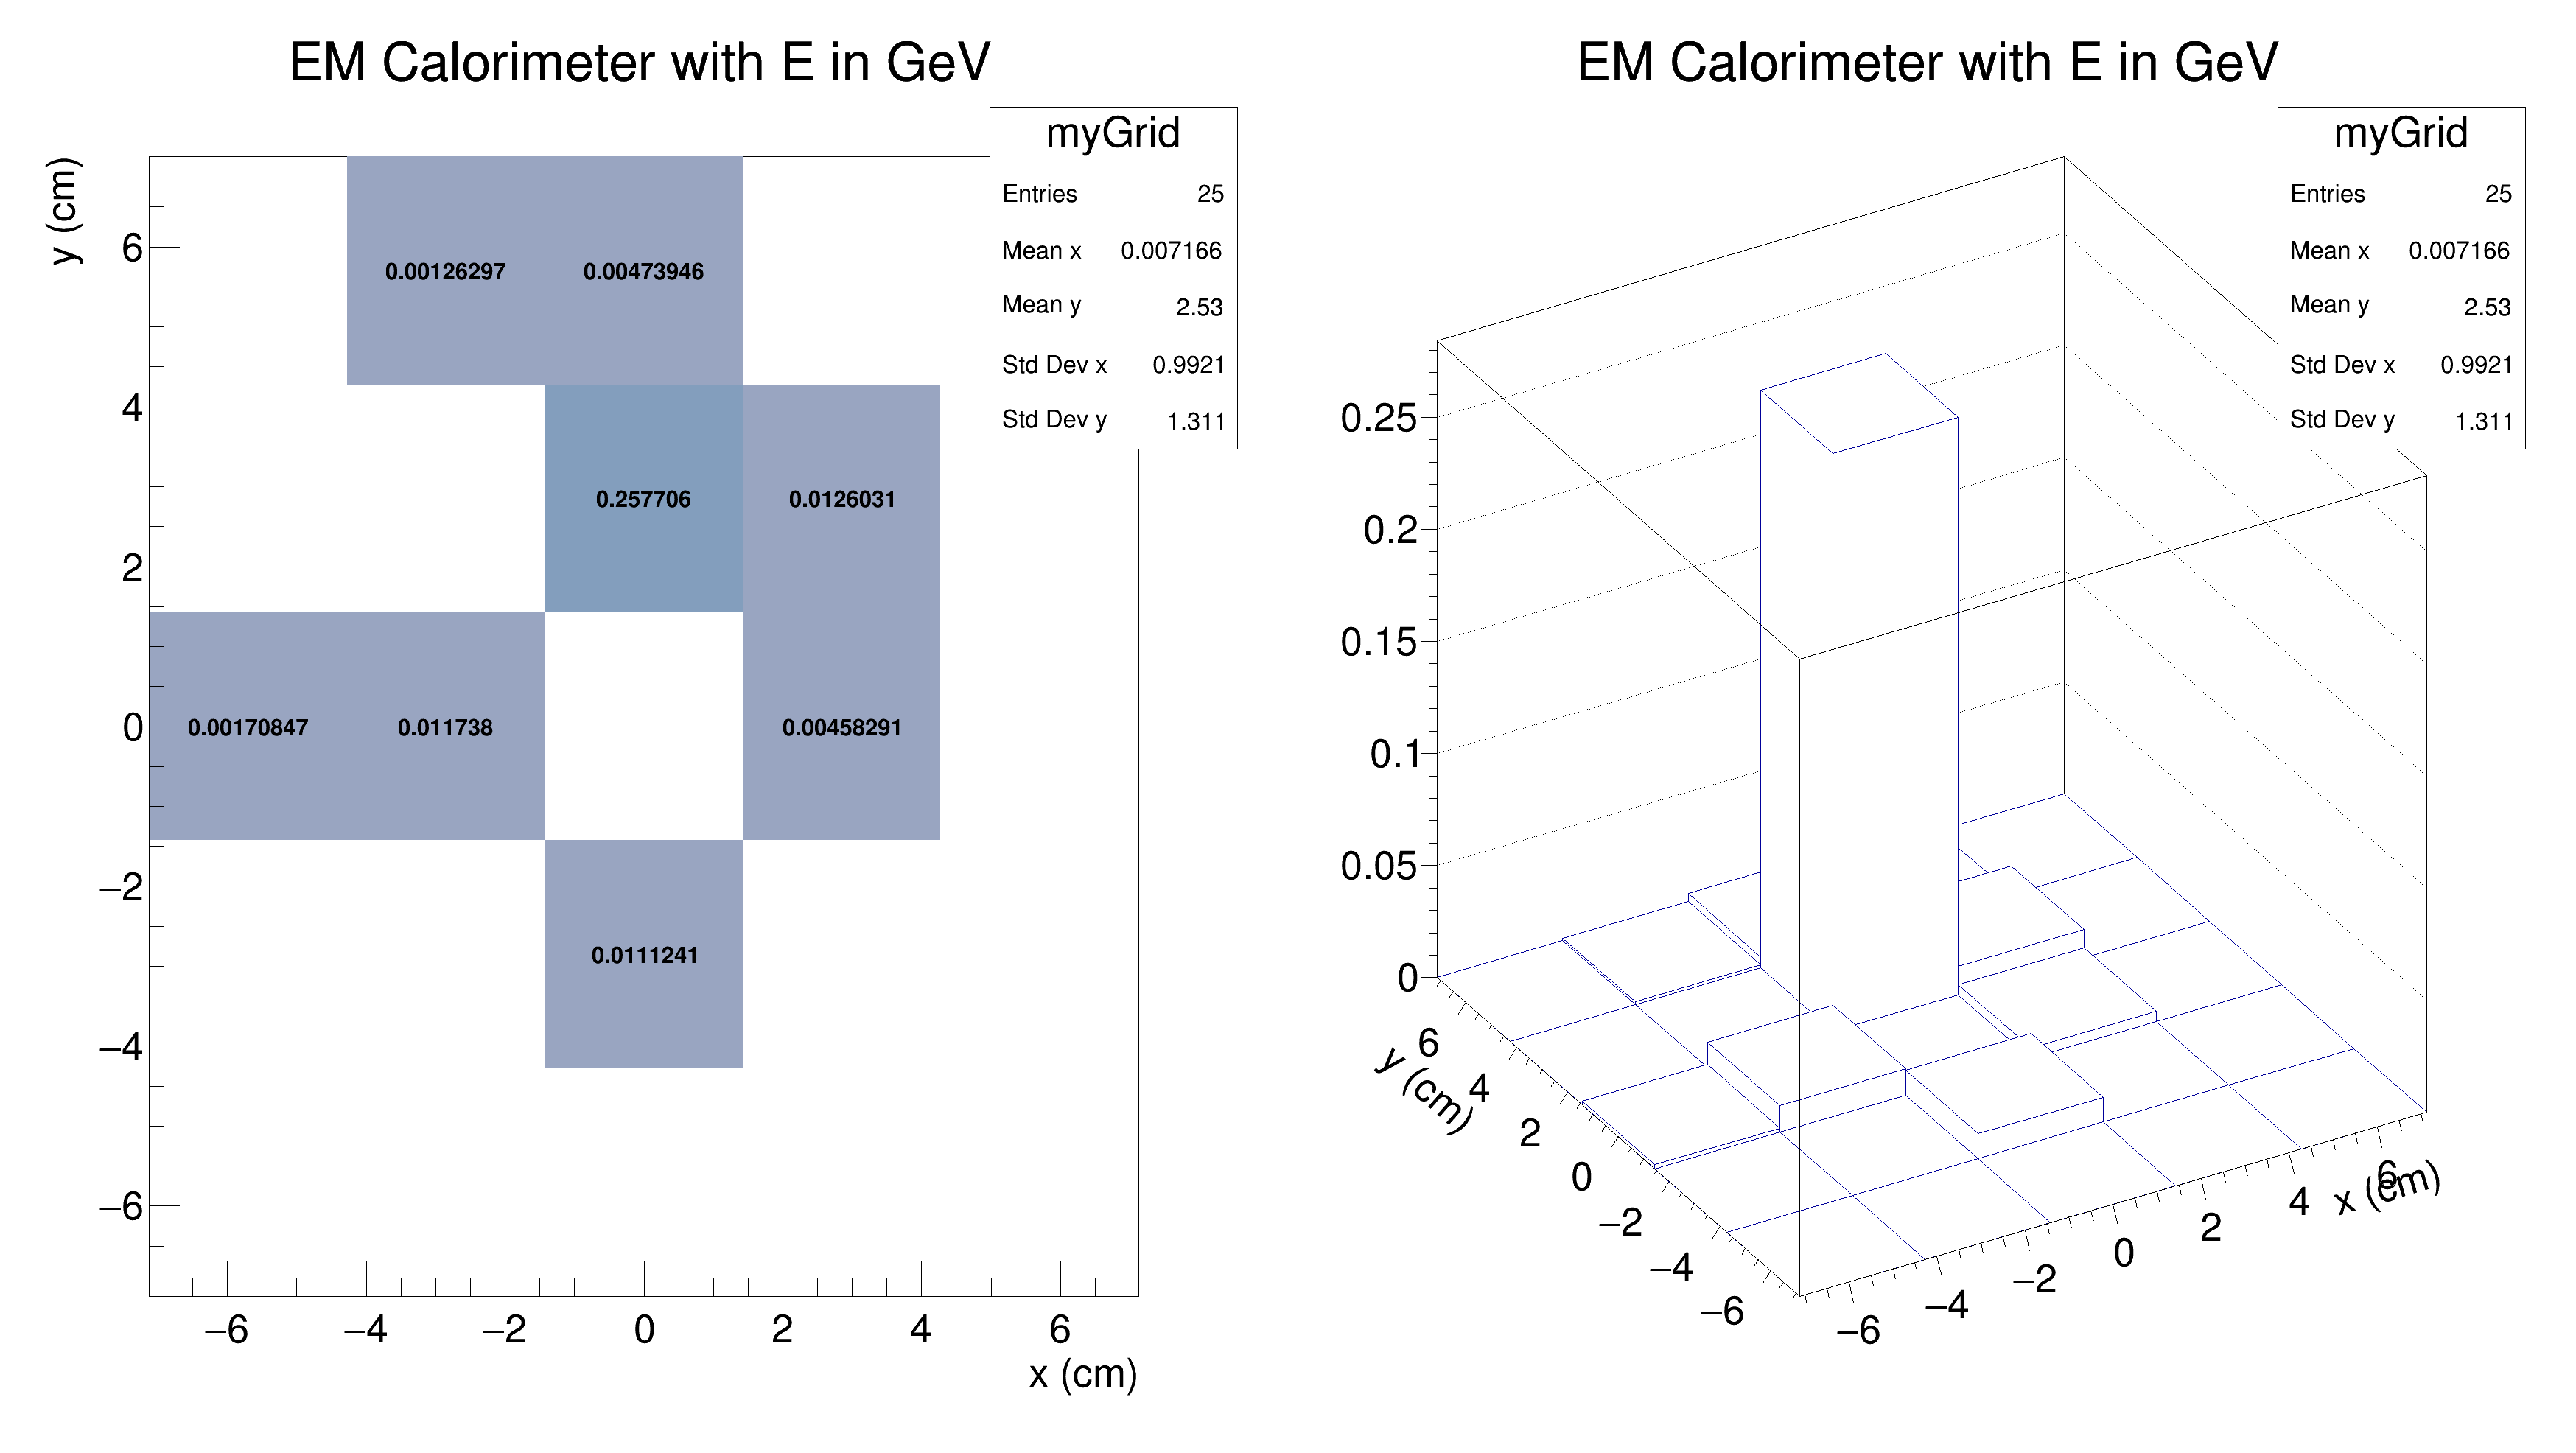 EM Calorimeter with E in GeV
myGrid
Entries 25
Mean x 0.007166
Mean y 2.53
Std Dev x 0.9921
Std Dev y 1.311
y (cm)
6
4
2
0
−2
−4
−6
0.00126297 0.00473946
0.257706 0.0126031
0.00170847 0.011738 0.00458291
0.0111241
−6 −4 −2 0 2 4 6
x (cm)
EM Calorimeter with E in GeV
myGrid
Entries 25
Mean x 0.007166
Mean y 2.53
Std Dev x 0.9921
Std Dev y 1.311
0.25
0.2
0.15
0.1
0.05
0
6
4
2
0
−2
−4
−6
y (cm)
−6 −4 −2 0 2 4 6
x (cm)